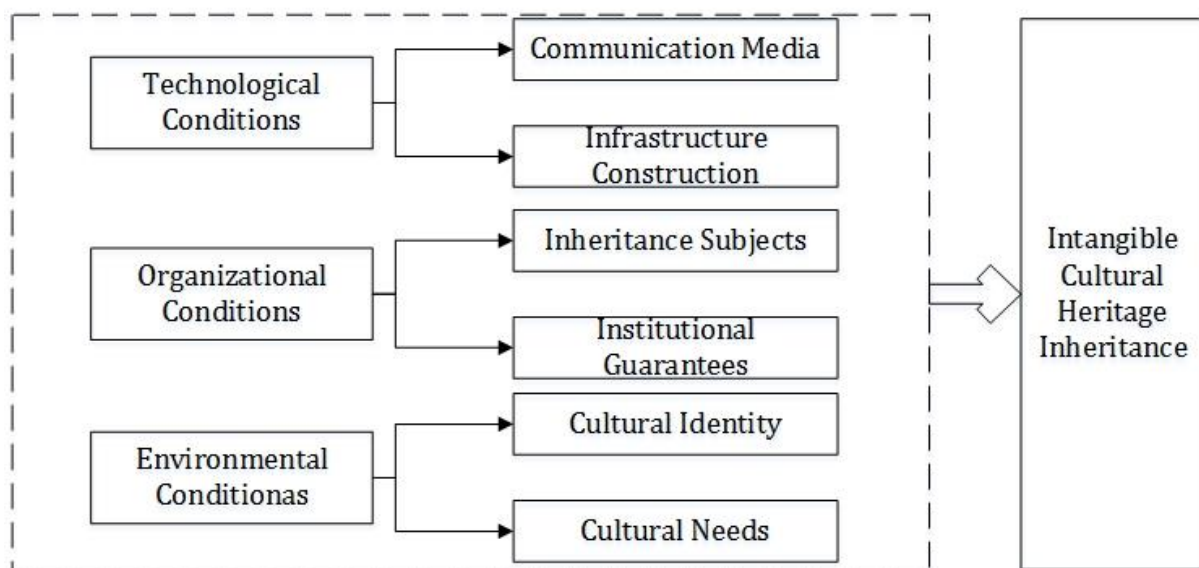 Technological
Conditions
Communication Media
Infrastructure
Construction
Organizational
Conditions
Inheritance Subjects
Institutional
Guarantees
Environmental
Conditionas
Cultural Identity
Cultural Needs
Intangible
Cultural
Heritage
Inheritance